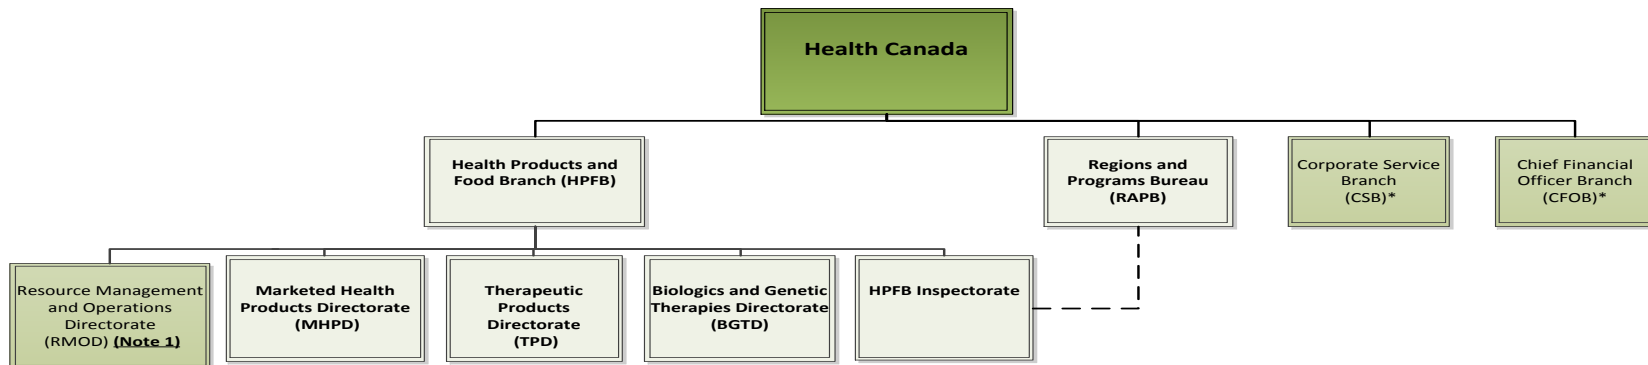 Health Canada
Health Products and
Food Branch (HPFB)
Regions and
Programs Bureau
(RAPB)
Corporate Service
Branch
(CSB)*
Chief Financial
Officer Branch
(CFOB)*
Resource Management
and Operations
Directorate
(RMOD) (Note 1)
Marketed Health
Products Directorate
(MHPD)
Therapeutic
Products
Directorate
(TPD)
Biologics and Genetic
Therapies Directorate
(BGTD)
HPFB Inspectorate